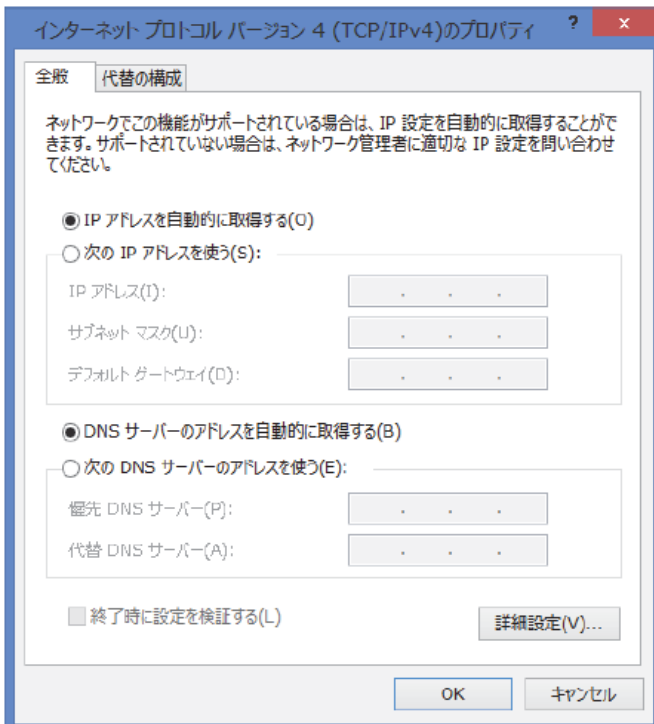 インターネット プロトコル バージョン 4 (TCP/IPv4)のプロパティ ? x
全般 代替の構成
ネットワークでこの機能がサポートされている場合は、IP 設定を自動的に取得することがで
きます。サポートされていない場合は、ネットワーク管理者に適切な IP 設定を問い合わせ
てください。
IP アドレスを自動的に取得する(O)
次の IP アドレスを使う(S):
IP アドレス(I):
サブネット マスク(U):
デフォルト ゲートウェイ(D):
DNS サーバーのアドレスを自動的に取得する(B)
次の DNS サーバーのアドレスを使う(E):
優先 DNS サーバー(P):
代替 DNS サーバー(A):
終了時に設定を検証する(L)
詳細設定(V)...
OK キャンセル